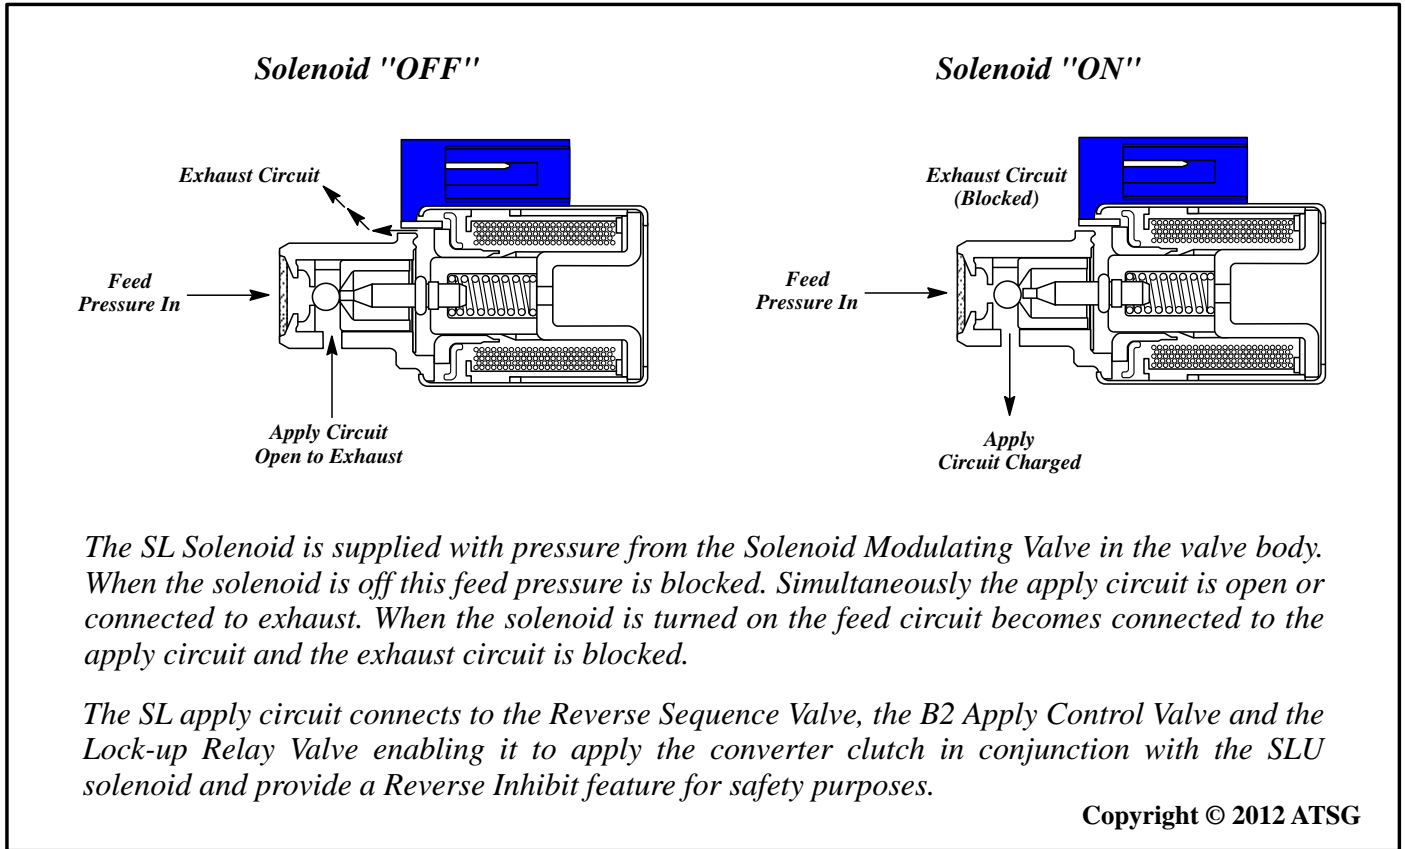 Solenoid "OFF"
Solenoid "ON"
Exhaust Circuit
Feed
Pressure In
Apply Circuit
Open to Exhaust
Exhaust Circuit
(Blocked)
Feed
Pressure In
Apply
Circuit Charged
The SL Solenoid is supplied with pressure from the Solenoid Modulating Valve in the valve body.
When the solenoid is off this feed pressure is blocked. Simultaneously the apply circuit is open or
connected to exhaust. When the solenoid is turned on the feed circuit becomes connected to the
apply circuit and the exhaust circuit is blocked.
The SL apply circuit connects to the Reverse Sequence Valve, the B2 Apply Control Valve and the
Lock-up Relay Valve enabling it to apply the converter clutch in conjunction with the SLU
solenoid and provide a Reverse Inhibit feature for safety purposes.
Copyright © 2012 ATSG